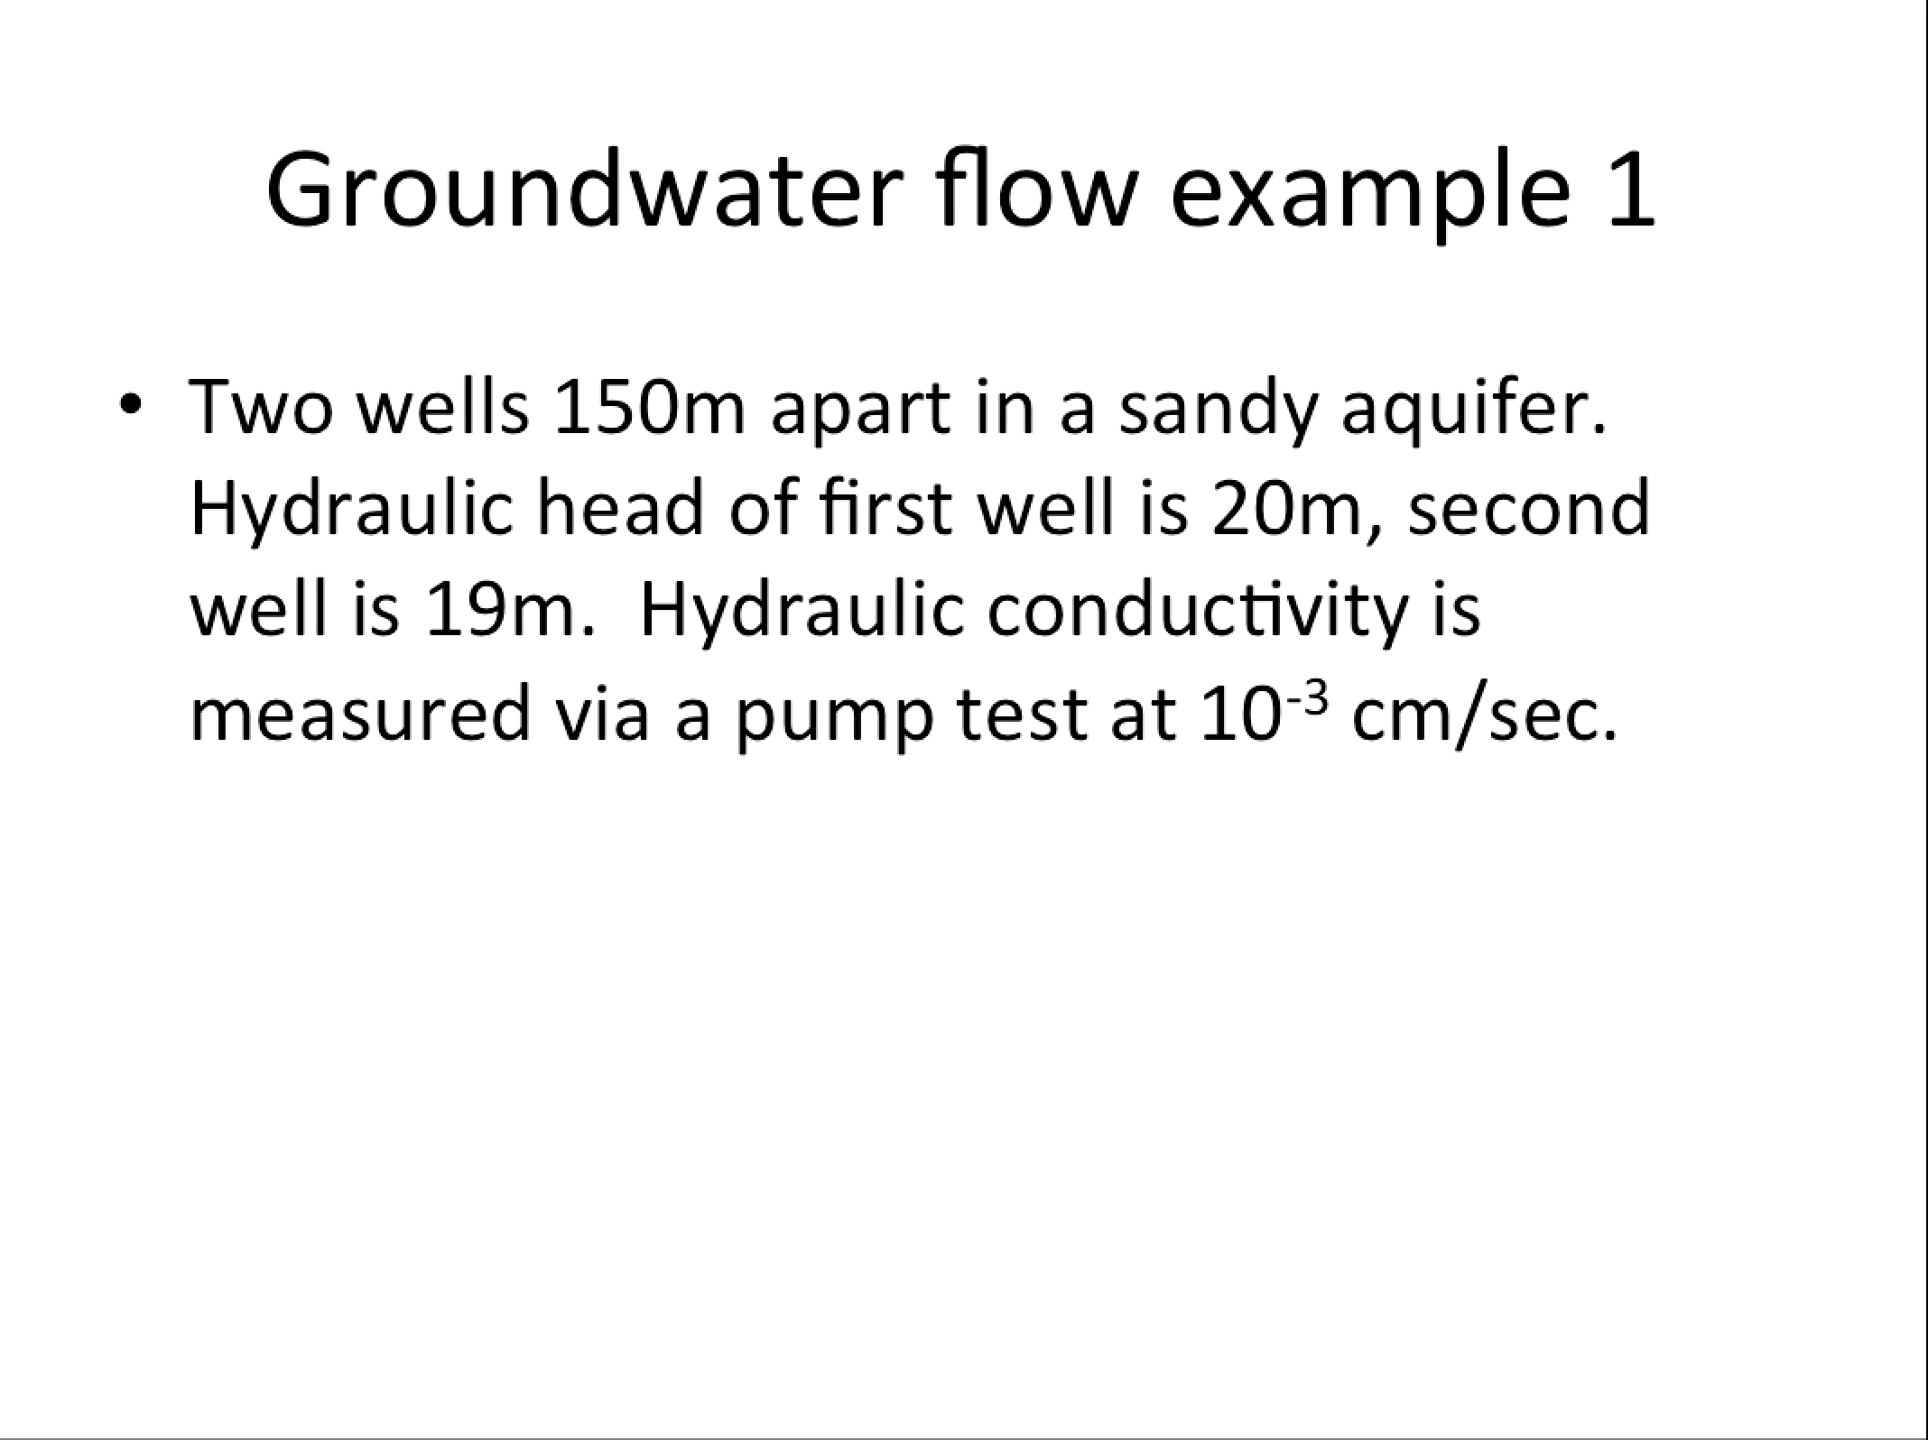 Groundwater flow example 1
• Two wells 150m apart in a sandy aquifer.
Hydraulic head of first well is 20m, second
well is 19m.  Hydraulic conductivity is
measured via a pump test at 10⁻³ cm/sec.